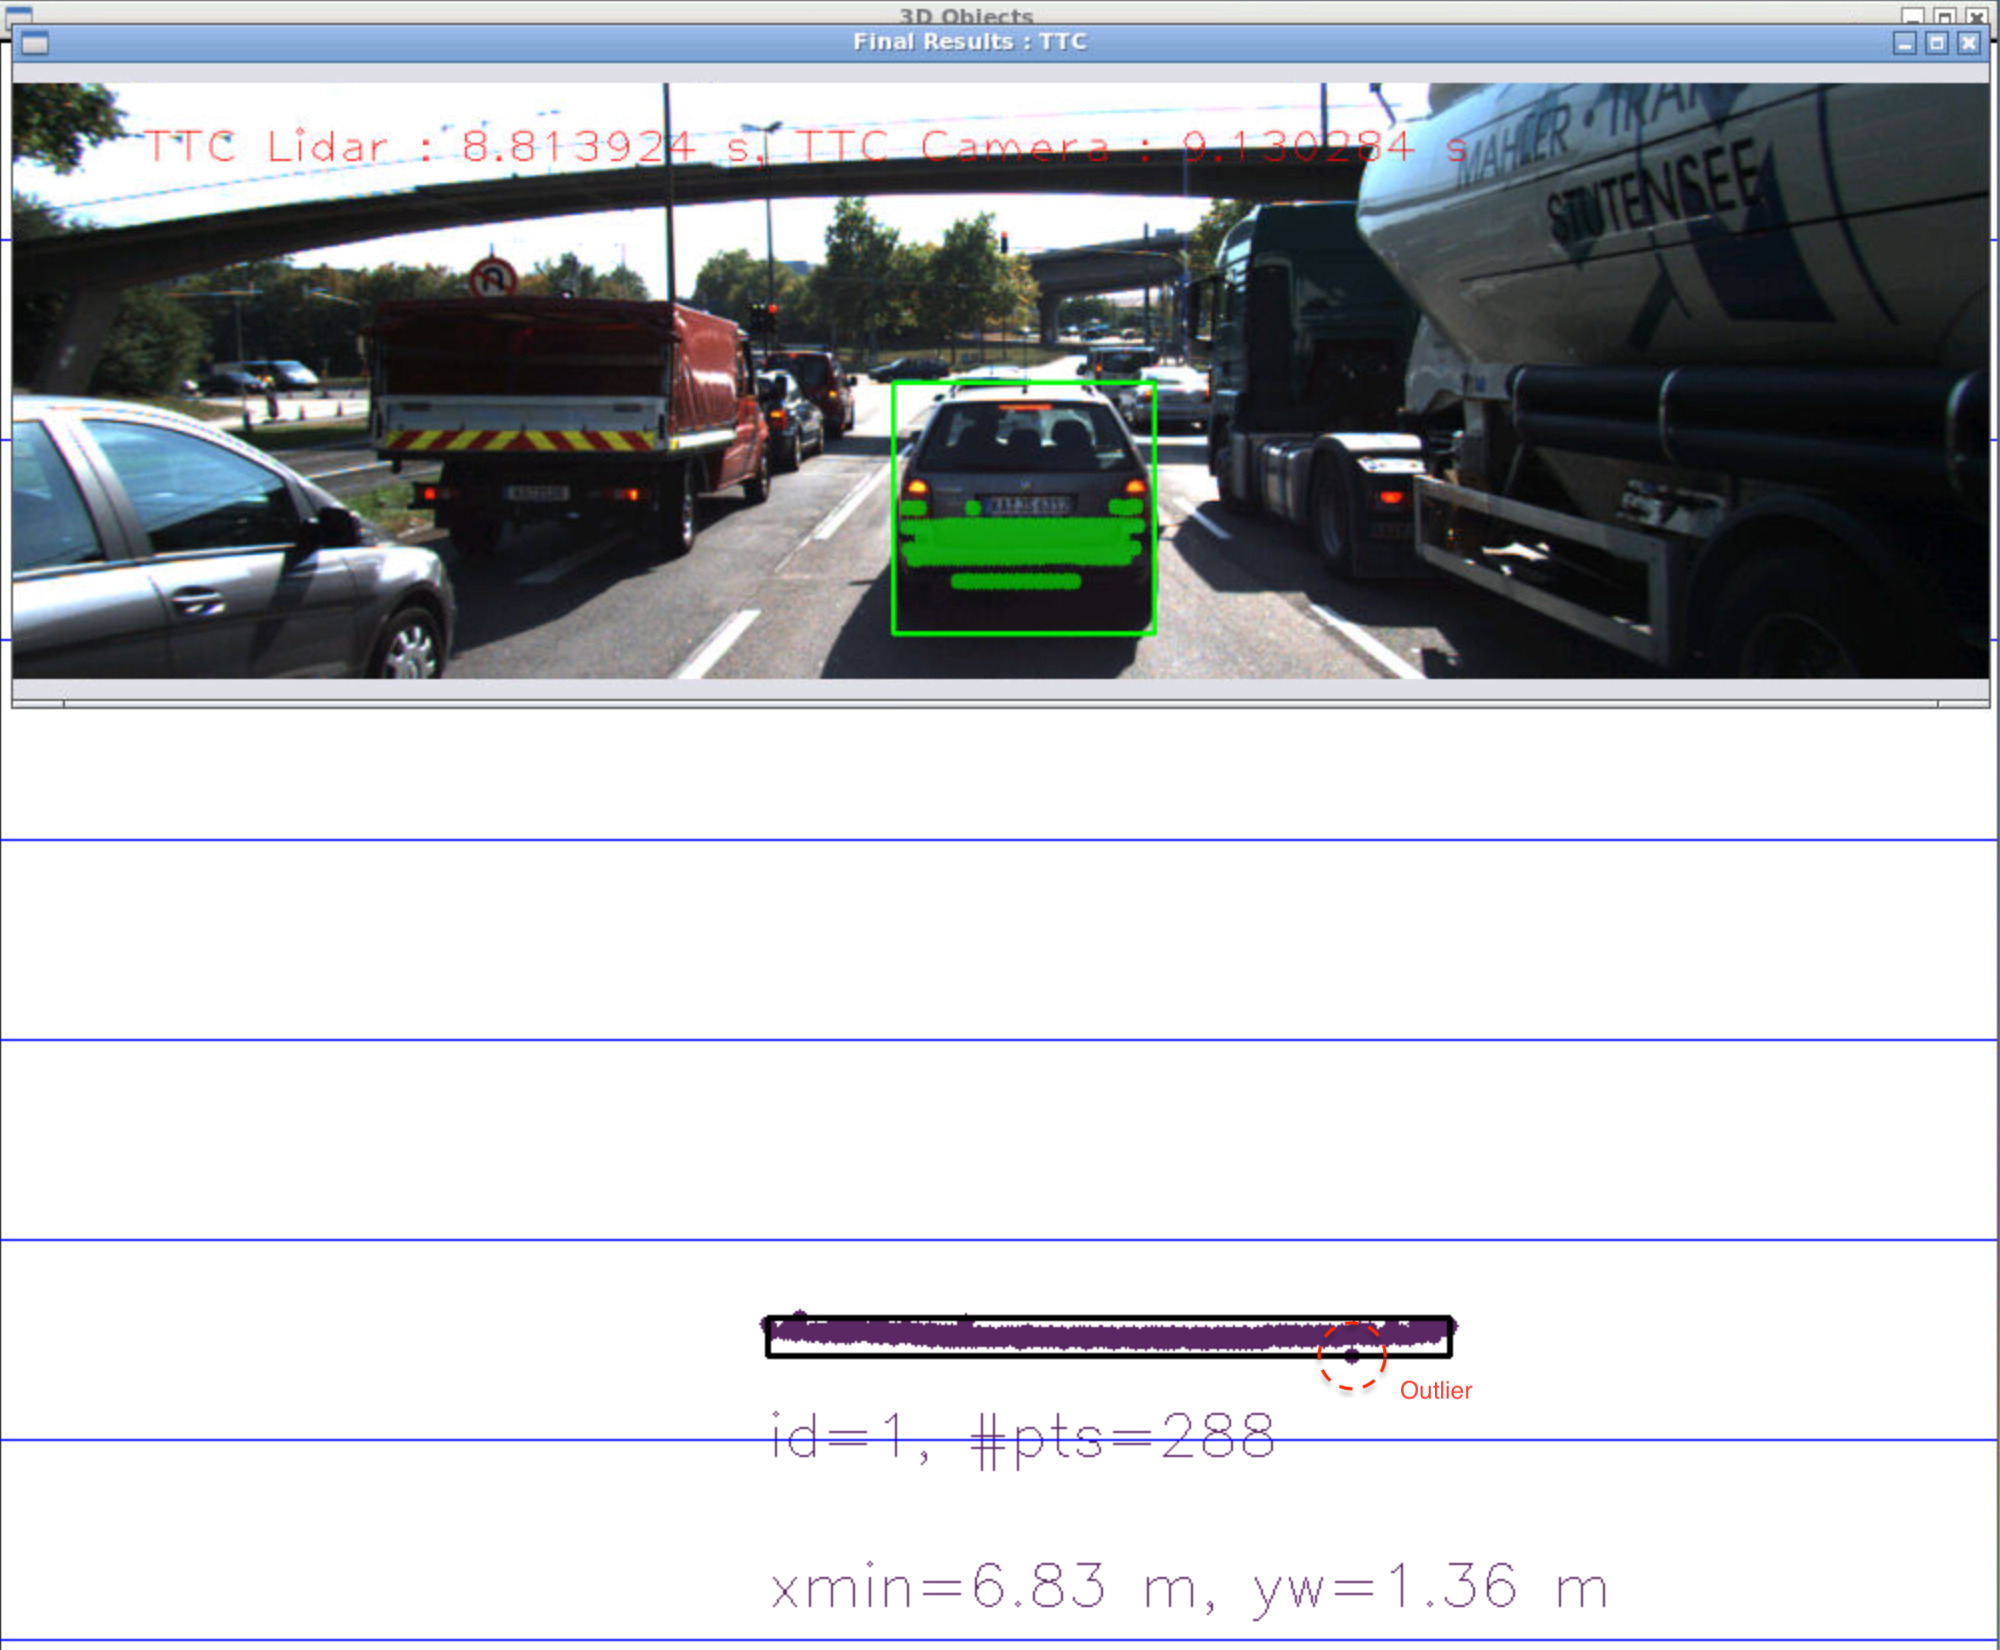 3D Objects
Final Results : TTC
TTC Lidar : 8.813924 s, TTC Camera : 9.130284 s
STUTENSEE
Outlier
id=1, #pts=288
xmin=6.83 m, yw=1.36 m